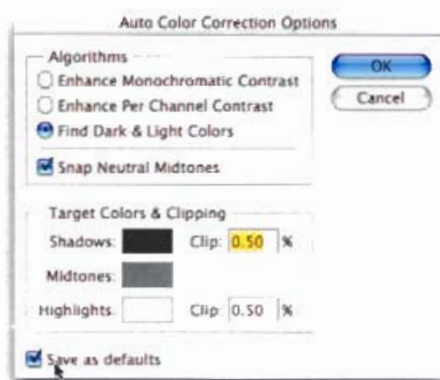 Auto Color Correction Options
Algorithms
Enhance Monochromatic Contrast
Enhance Per Channel Contrast
Find Dark & Light Colors
Snap Neutral Midtones
OK
Cancel
Target Colors & Clipping
Shadows: Clip: 0.50 %
Midtones:
Highlights: Clip: 0.50 %
Save as defaults